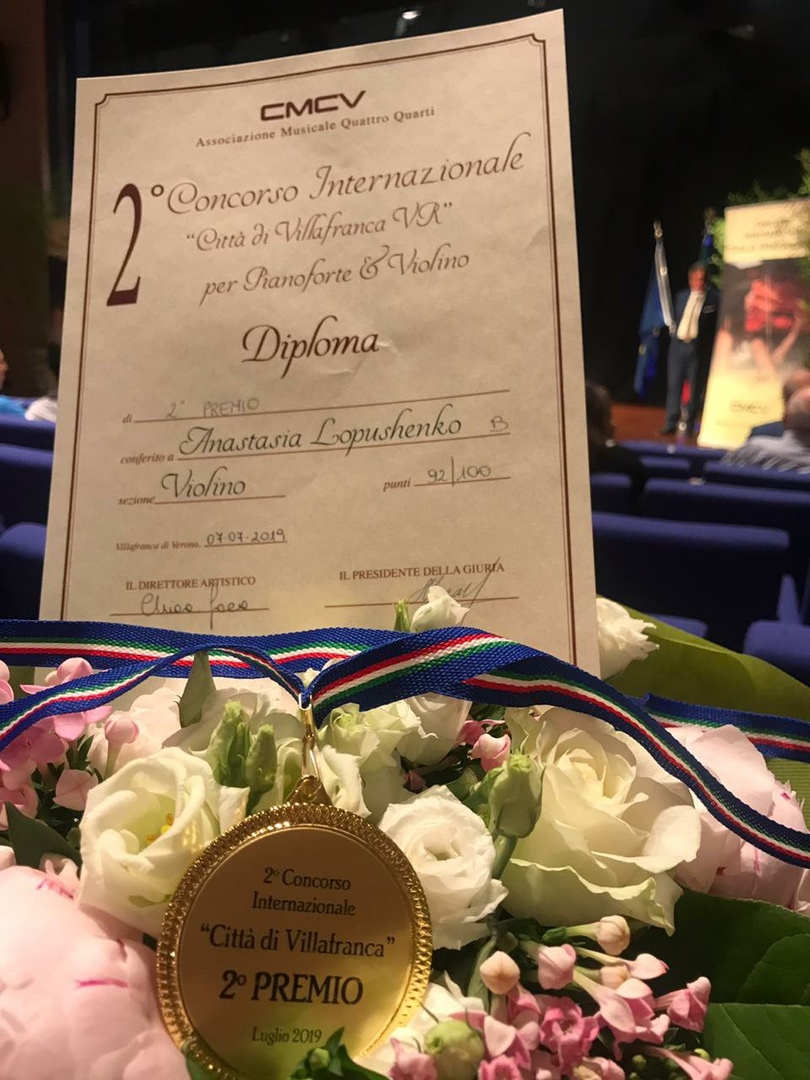 CMCV
Associazione Musicale Quattro Quarti
2° Concorso Internazionale
"Città di Villafranca VR"
per Pianoforte & Violino
Diploma
di 2° PREMIO
conferito a Anastasia Lopushenko B
sezione Violino punti 92/100
Villafranca di Verona, 07.07.2019
IL DIRETTORE ARTISTICO IL PRESIDENTE DELLA GIURIA
2° Concorso
Internazionale
"Città di Villafranca"
2° PREMIO
Luglio 2019
CMCV